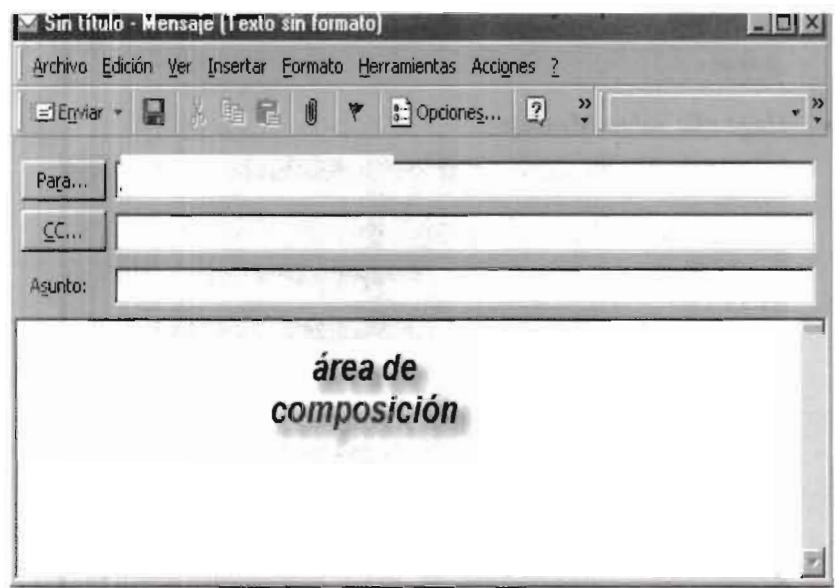 Sin título - Mensaje (Texto sin formato)
Archivo Edición Ver Insertar Formato Herramientas Acciones ?
Enviar Opciones...
Para...
CC...
Asunto:
área de
composición